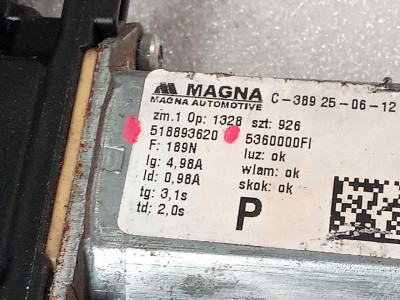 MAGNA C-389 25-06-12
MAGNA AUTOMOTIVE
zm.1 Op: 1328 szt: 926
518893620 5360000FI
F: 189N luz: ok
Ig: 4,98A wlam: ok
Id: 0,98A skok: ok
tg: 3,1s
td: 2,0s
P